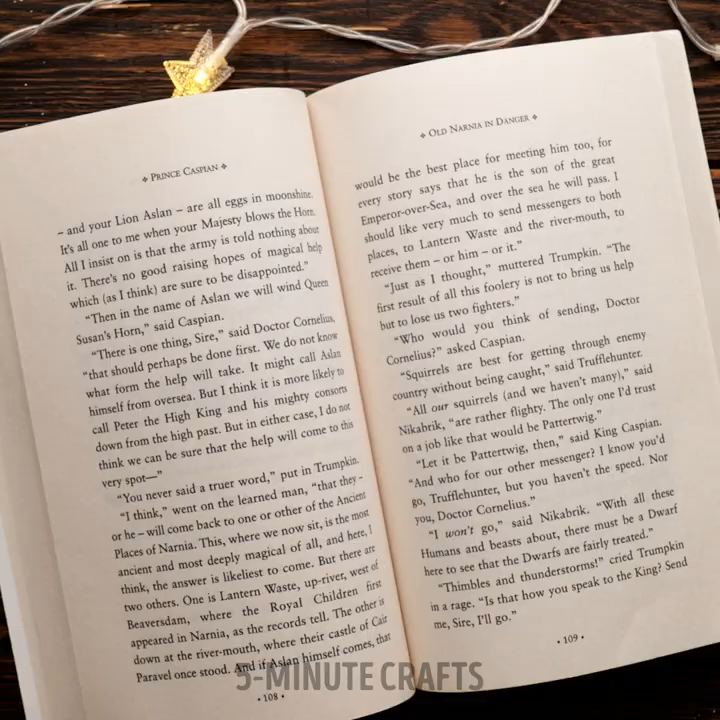 ❖ PRINCE CASPIAN ❖
– and your Lion Aslan – are all eggs in moonshine.
It's all one to me when your Majesty blows the Horn.
All I insist on is that the army is told nothing about
it. There's no good raising hopes of magical help
which (as I think) are sure to be disappointed."
"Then in the name of Aslan we will wind Queen
Susan's Horn," said Caspian.
"There is one thing, Sire," said Doctor Cornelius,
"that should perhaps be done first. We do not know
what form the help will take. It might call Aslan
himself from oversea. But I think it is more likely to
call Peter the High King and his mighty consorts
down from the high past. But in either case, I do not
think we can be sure that the help will come to this
very spot—"
"You never said a truer word," put in Trumpkin.
"I think," went on the learned man, "that they –
or he – will come back to one or other of the Ancient
Places of Narnia. This, where we now sit, is the most
ancient and most deeply magical of all, and here, I
think, the answer is likeliest to come. But there are
two others. One is Lantern Waste, up-river, west of
Beaversdam, where the Royal Children first
appeared in Narnia, as the records tell. The other is
down at the river-mouth, where their castle of Cair
Paravel once stood. And if Aslan himself comes, that
• 108 •
❖ OLD NARNIA IN DANGER ❖
would be the best place for meeting him too, for
every story says that he is the son of the great
Emperor-over-Sea, and over the sea he will pass. I
should like very much to send messengers to both
places, to Lantern Waste and the river-mouth, to
receive them – or him – or it."
"Just as I thought," muttered Trumpkin. "The
first result of all this foolery is not to bring us help
but to lose us two fighters."
"Who would you think of sending, Doctor
Cornelius?" asked Caspian.
"Squirrels are best for getting through enemy
country without being caught," said Trufflehunter.
"All our squirrels (and we haven't many)," said
Nikabrik, "are rather flighty. The only one I'd trust
on a job like that would be Pattertwig."
"Let it be Pattertwig, then," said King Caspian.
"And who for our other messenger? I know you'd
go, Trufflehunter, but you haven't the speed. Nor
you, Doctor Cornelius."
"I won't go," said Nikabrik. "With all these
Humans and beasts about, there must be a Dwarf
here to see that the Dwarfs are fairly treated."
"Thimbles and thunderstorms!" cried Trumpkin
in a rage. "Is that how you speak to the King? Send
me, Sire, I'll go."
• 109 •
5-MINUTE CRAFTS